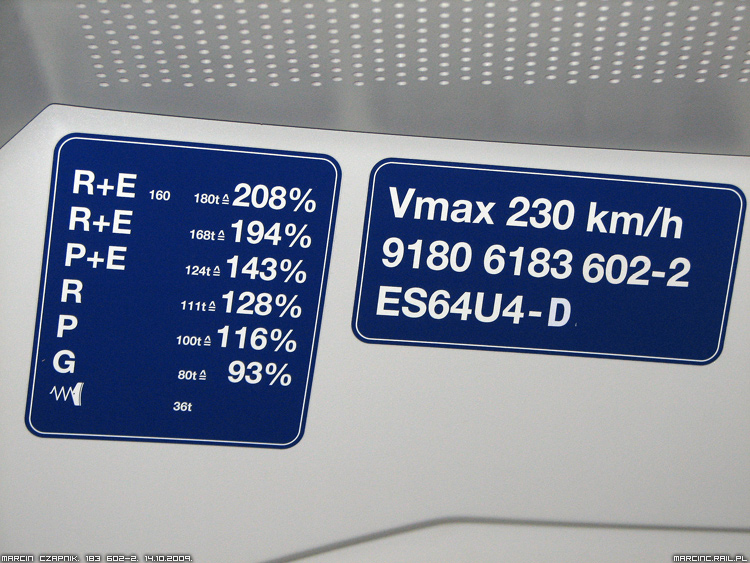 R+E 160 180t≙208%
R+E 168t≙194%
P+E 124t≙143%
R 111t≙128%
P 100t≙116%
G 80t≙ 93%
36t
Vmax 230 km/h
9180 6183 602-2
ES64U4-D
MARCIN CZAPNIK. 183 602-2. 14.10.2009.
MARCINC.RAIL.PL